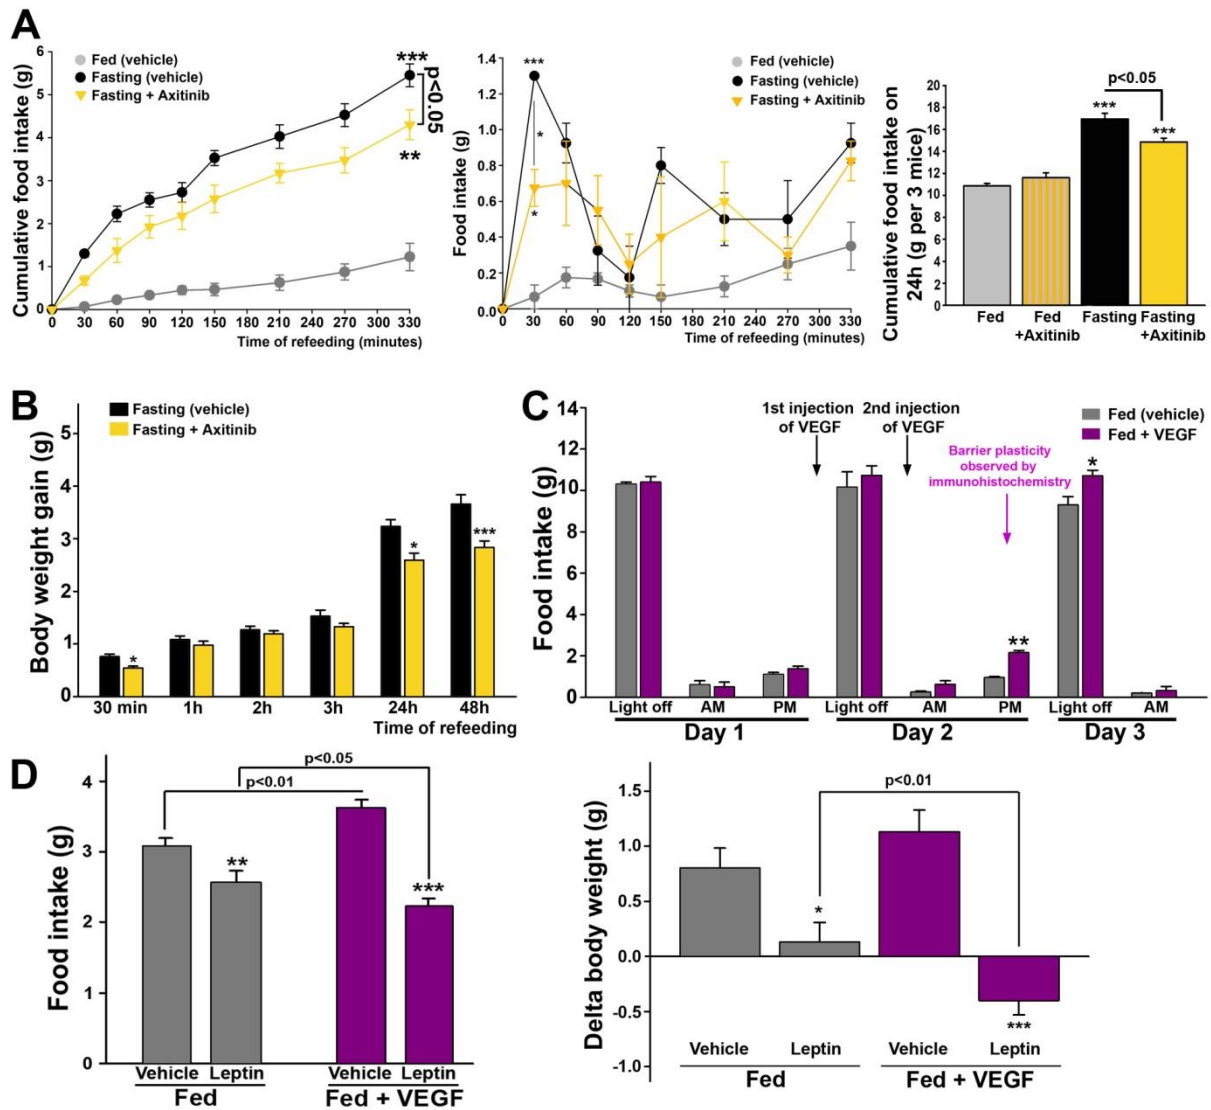 A
Cumulative food intake (g)
6
5
4
3
2
1
0
Fed (vehicle)
Fasting (vehicle)
Fasting + Axitinib
***
p<0.05
**
0 30 60 90 120 150 180 210 240 270 300 330
Time of refeeding (minutes)
Food intake (g)
1.4
1.2
1.0
0.8
0.6
0.4
0.2
0.0
***
*
*
Fed (vehicle)
Fasting (vehicle)
Fasting + Axitinib
0 30 60 90 120 150 180 210 240 270 300 330
Time of refeeding (minutes)
Cumulative food intake on
24h (g per 3 mice)
20
18
16
14
12
10
8
6
4
2
0
p<0.05
***
***
Fed
Fed
+Axitinib
Fasting
Fasting
+Axitinib
B
Body weight gain (g)
5
4
3
2
1
0
Fasting (vehicle)
Fasting + Axitinib
*
*
***
30 min 1h 2h 3h 24h 48h
Time of refeeding
C
Food intake (g)
14
12
10
8
6
4
2
0
1st injection
of VEGF
2nd injection
of VEGF
Fed (vehicle)
Fed + VEGF
Barrier plasticity
observed by
immunohistochemistry
**
*
Light off AM PM Light off AM PM Light off AM
Day 1 Day 2 Day 3
D
Food intake (g)
4
3
2
1
0
p<0.05
p<0.01
**
***
Vehicle Leptin Vehicle Leptin
Fed Fed + VEGF
Delta body weight (g)
1.5
1.0
0.5
0.0
-0.5
-1.0
p<0.01
*
***
Vehicle Leptin Vehicle Leptin
Fed Fed + VEGF